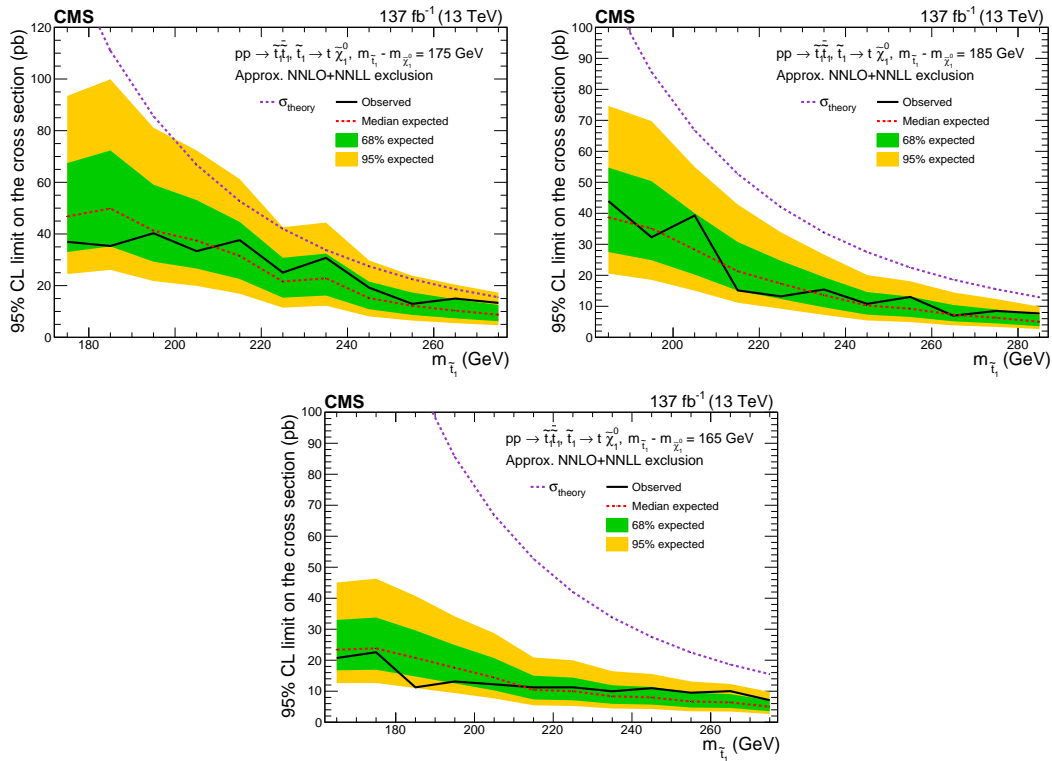 CMS 137 fb⁻¹ (13 TeV)
95% CL limit on the cross section (pb)
120
100
80
60
40
20
0
pp → t̃₁t̃̄₁, t̃₁ → t χ̃₁⁰, m_t̃₁ - m_χ̃₁⁰ = 175 GeV
Approx. NNLO+NNLL exclusion
σ_theory
Observed
Median expected
68% expected
95% expected
180 200 220 240 260
m_t̃₁ (GeV)
CMS 137 fb⁻¹ (13 TeV)
95% CL limit on the cross section (pb)
100
90
80
70
60
50
40
30
20
10
0
pp → t̃₁t̃̄₁, t̃₁ → t χ̃₁⁰, m_t̃₁ - m_χ̃₁⁰ = 185 GeV
Approx. NNLO+NNLL exclusion
σ_theory
Observed
Median expected
68% expected
95% expected
200 220 240 260 280
m_t̃₁ (GeV)
CMS 137 fb⁻¹ (13 TeV)
95% CL limit on the cross section (pb)
100
90
80
70
60
50
40
30
20
10
0
pp → t̃₁t̃̄₁, t̃₁ → t χ̃₁⁰, m_t̃₁ - m_χ̃₁⁰ = 165 GeV
Approx. NNLO+NNLL exclusion
σ_theory
Observed
Median expected
68% expected
95% expected
180 200 220 240 260
m_t̃₁ (GeV)